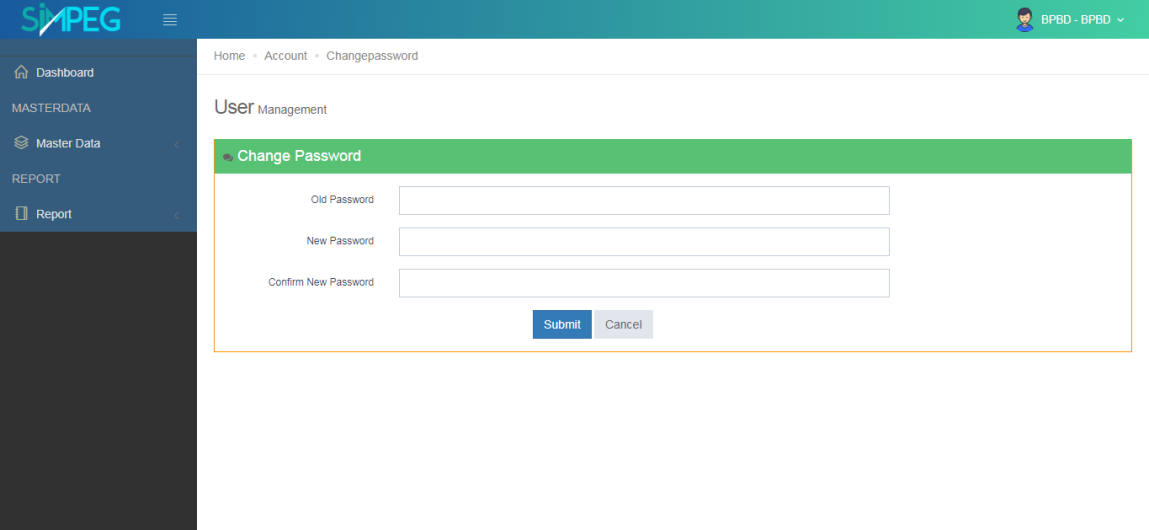 SiMPEG
BPBD - BPBD
Home Account Changepassword
Dashboard
MASTERDATA
Master Data
REPORT
Report
User Management
Change Password
Old Password
New Password
Confirm New Password
Submit Cancel